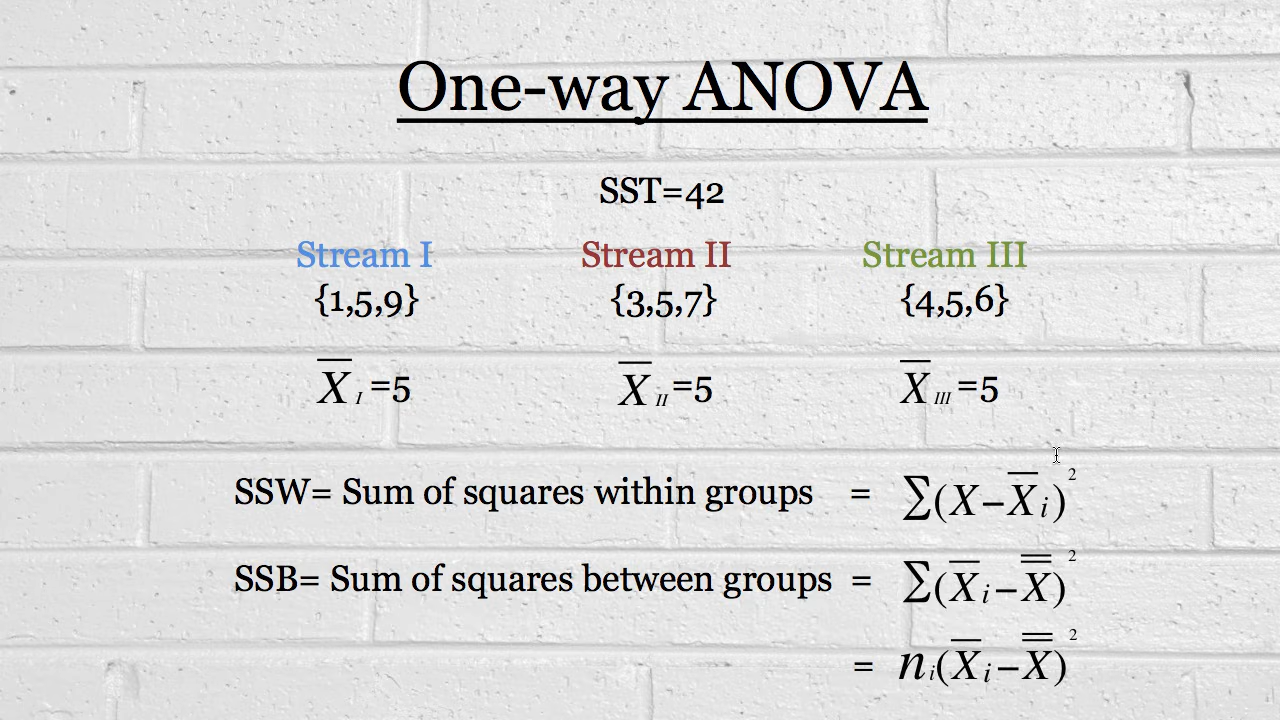 One-way ANOVA
SST=42
Stream I Stream II Stream III
{1,5,9} {3,5,7} {4,5,6}
X̅ I =5 X̅ II =5 X̅ III =5
SSW= Sum of squares within groups = ∑(X−X̅ i)²
SSB= Sum of squares between groups = ∑(X̅ i−X̿)²
= n i(X̅ i−X̿)²